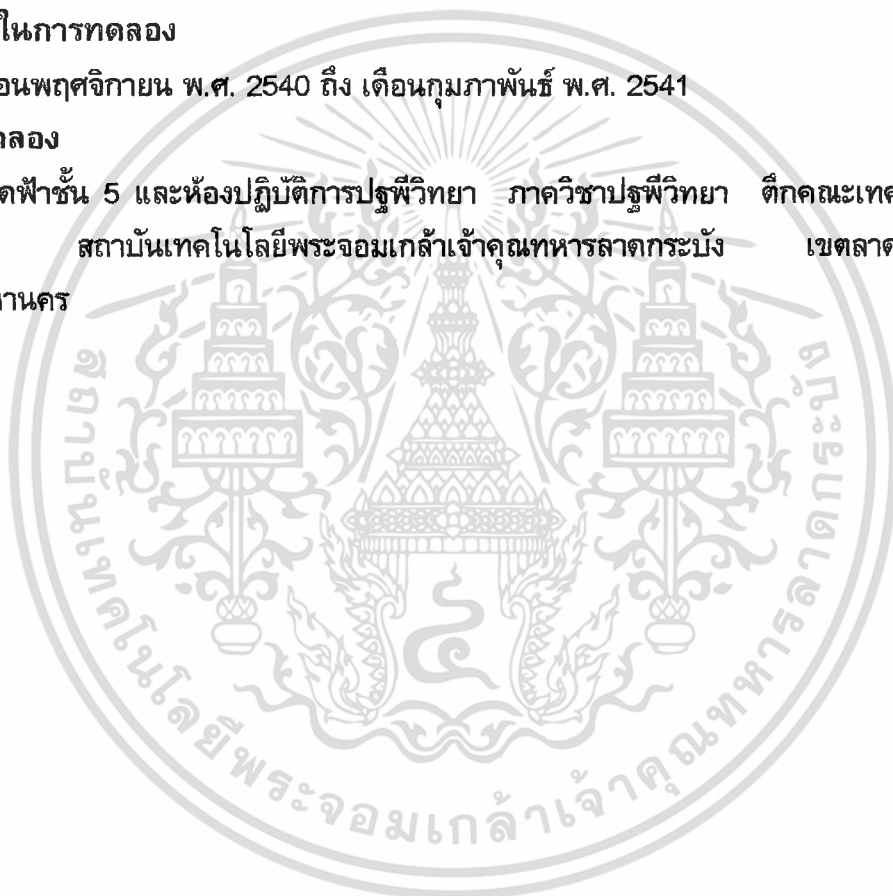 ในการทดลอง
อนพฤศจิกายน พ.ศ. 2540 ถึง เดือนกุมภาพันธ์ พ.ศ. 2541
ลอง
ดฟ้าชั้น 5 และห้องปฏิบัติการปฐพีวิทยา ภาควิชาปฐพีวิทยา ตึกคณะเทค
สถาบันเทคโนโลยีพระจอมเกล้าเจ้าคุณทหารลาดกระบัง เขตลาด
านคร
สถาบันเทคโนโลยีพระจอมเกล้าเจ้าคุณทหารลาดกระบัง